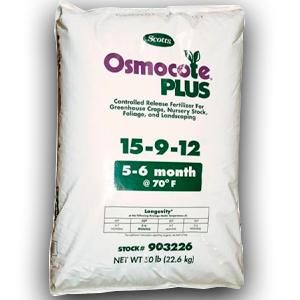 Scotts
Osmocote
PLUS
Controlled Release Fertilizer For
Greenhouse Crops, Nursery Stock,
Foliage, and Landscaping
15-9-12
5-6 month
@ 70° F
Longevity*
STOCK# 903226
NET WT 50 lb (22.6 kg)